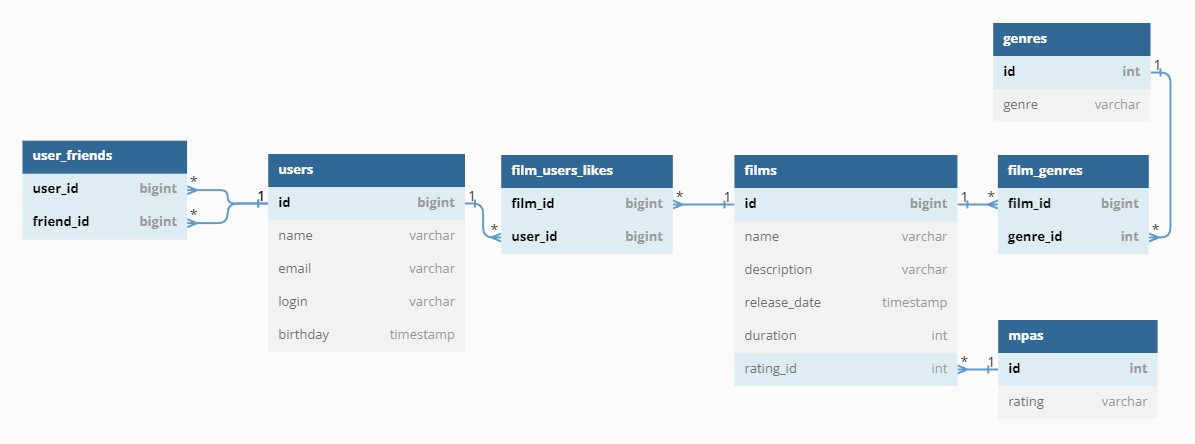 genres
id int
genre varchar
1
*
user_friends
user_id bigint
friend_id bigint
*
*
1
users
id bigint
name varchar
email varchar
login varchar
birthday timestamp
1
*
film_users_likes
film_id bigint
user_id bigint
*
1
films
id bigint
name varchar
description varchar
release_date timestamp
duration int
rating_id int
1
*
film_genres
film_id bigint
genre_id int
*
1
mpas
id int
rating varchar